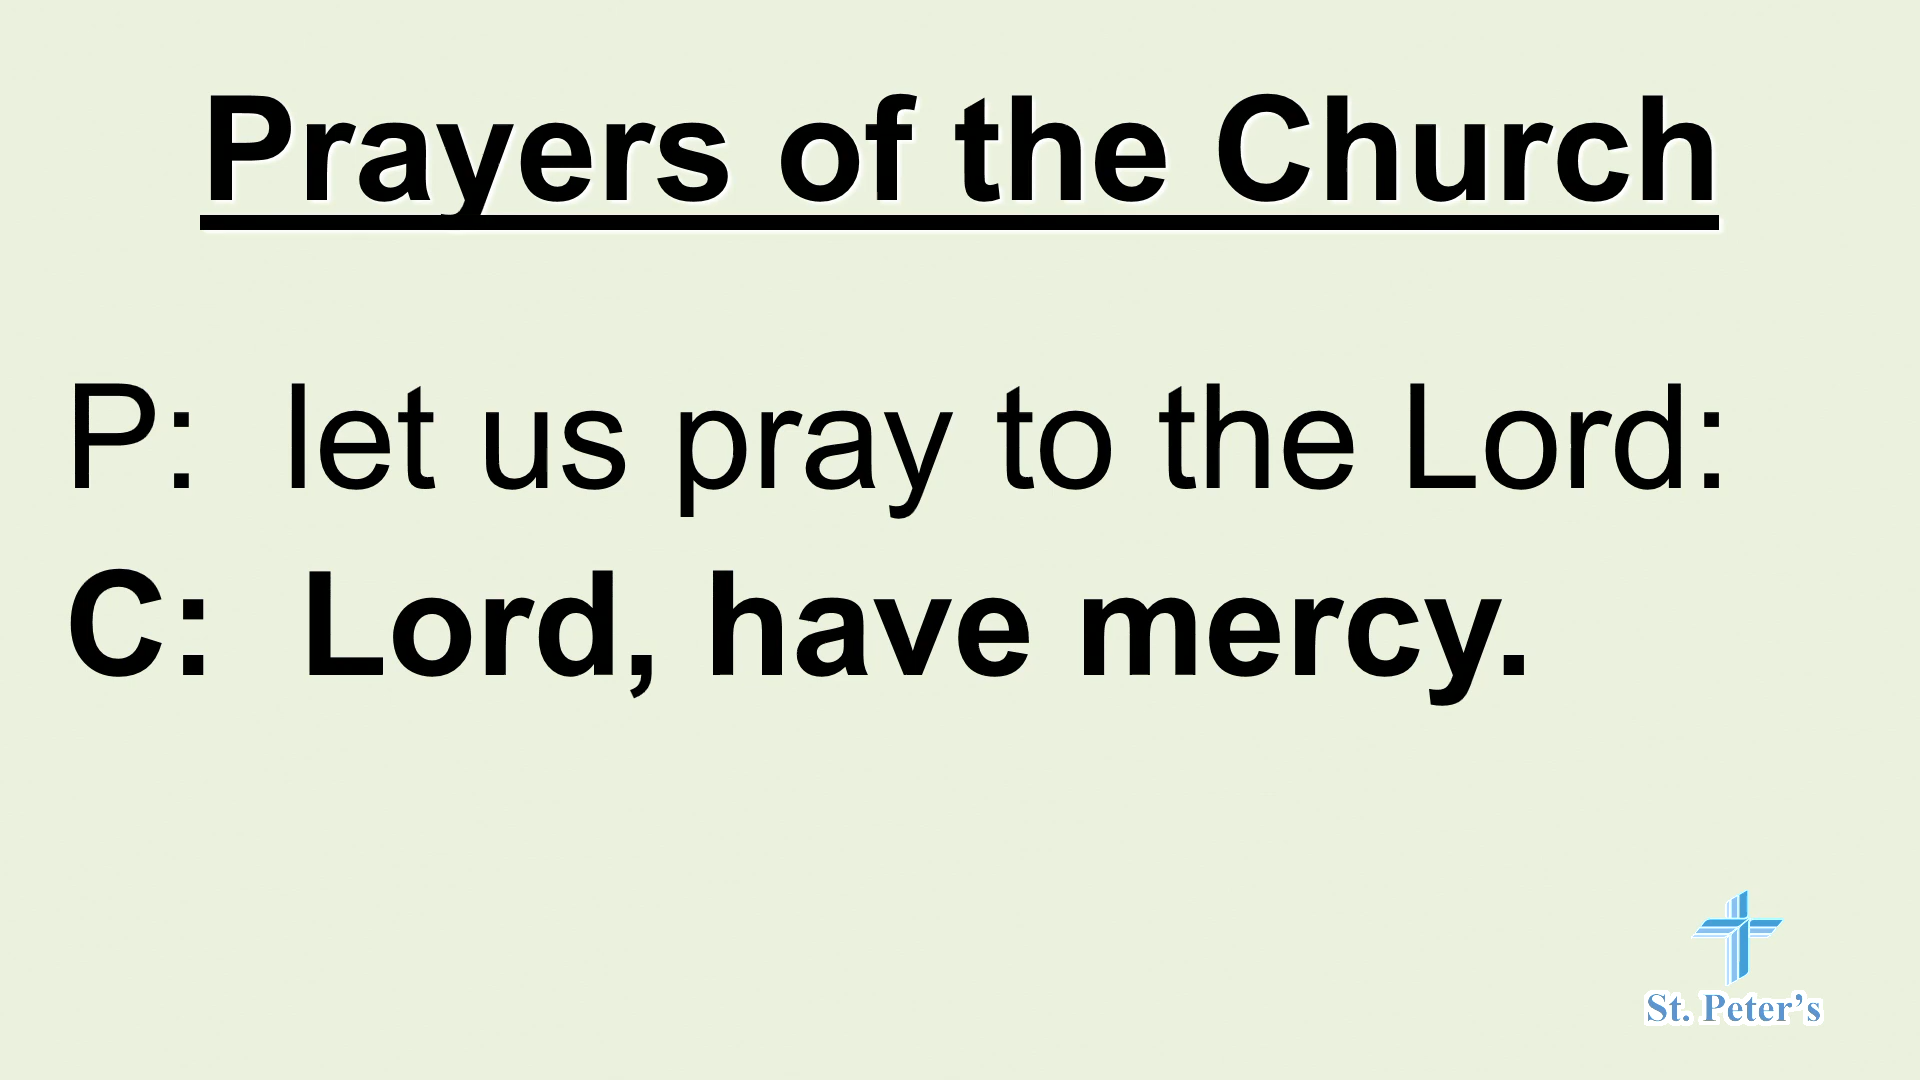 Prayers of the Church
P: let us pray to the Lord:
C: Lord, have mercy.
St. Peter’s